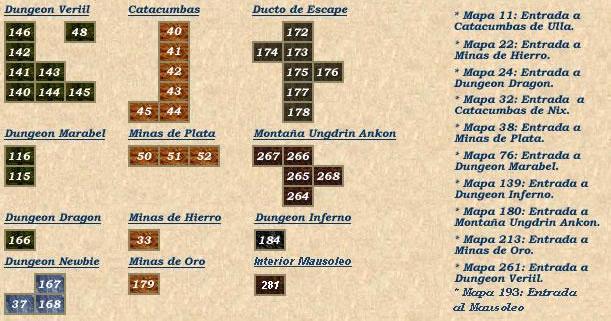 Dungeon Veriil
146 48
142
141 143
140 144 145
Catacumbas
40
41
42
43
45 44
Ducto de Escape
172
174 173
175 176
177
178
Dungeon Marabel
116
115
Minas de Plata
50 51 52
Montaña Ungdrin Ankon
267 266
265 268
264
Dungeon Dragon
166
Minas de Hierro
33
Dungeon Inferno
184
Dungeon Newbie
167
37 168
Minas de Oro
179
Interior Mausoleo
281
* Mapa 11: Entrada a
Catacumbas de Ulla.
* Mapa 22: Entrada a
Minas de Hierro.
* Mapa 24: Entrada a
Dungeon Dragon.
* Mapa 32: Entrada a
Catacumbas de Nix.
* Mapa 38: Entrada a
Minas de Plata.
* Mapa 76: Entrada a
Dungeon Marabel.
* Mapa 139: Entrada a
Dungeon Inferno.
* Mapa 180: Entrada a
Montaña Ungdrin Ankon.
* Mapa 213: Entrada a
Minas de Oro.
* Mapa 261: Entrada a
Dungeon Veriil.
* Mapa 193: Entrada
al Mausoleo